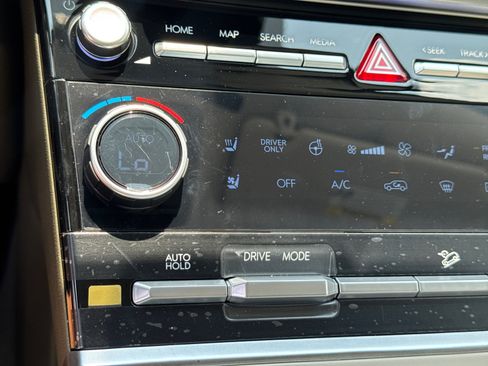 HOME MAP SEARCH MEDIA < SEEK TRACK >
AUTO
Lo
DRIVER
ONLY
OFF A/C
AUTO
HOLD
DRIVE MODE